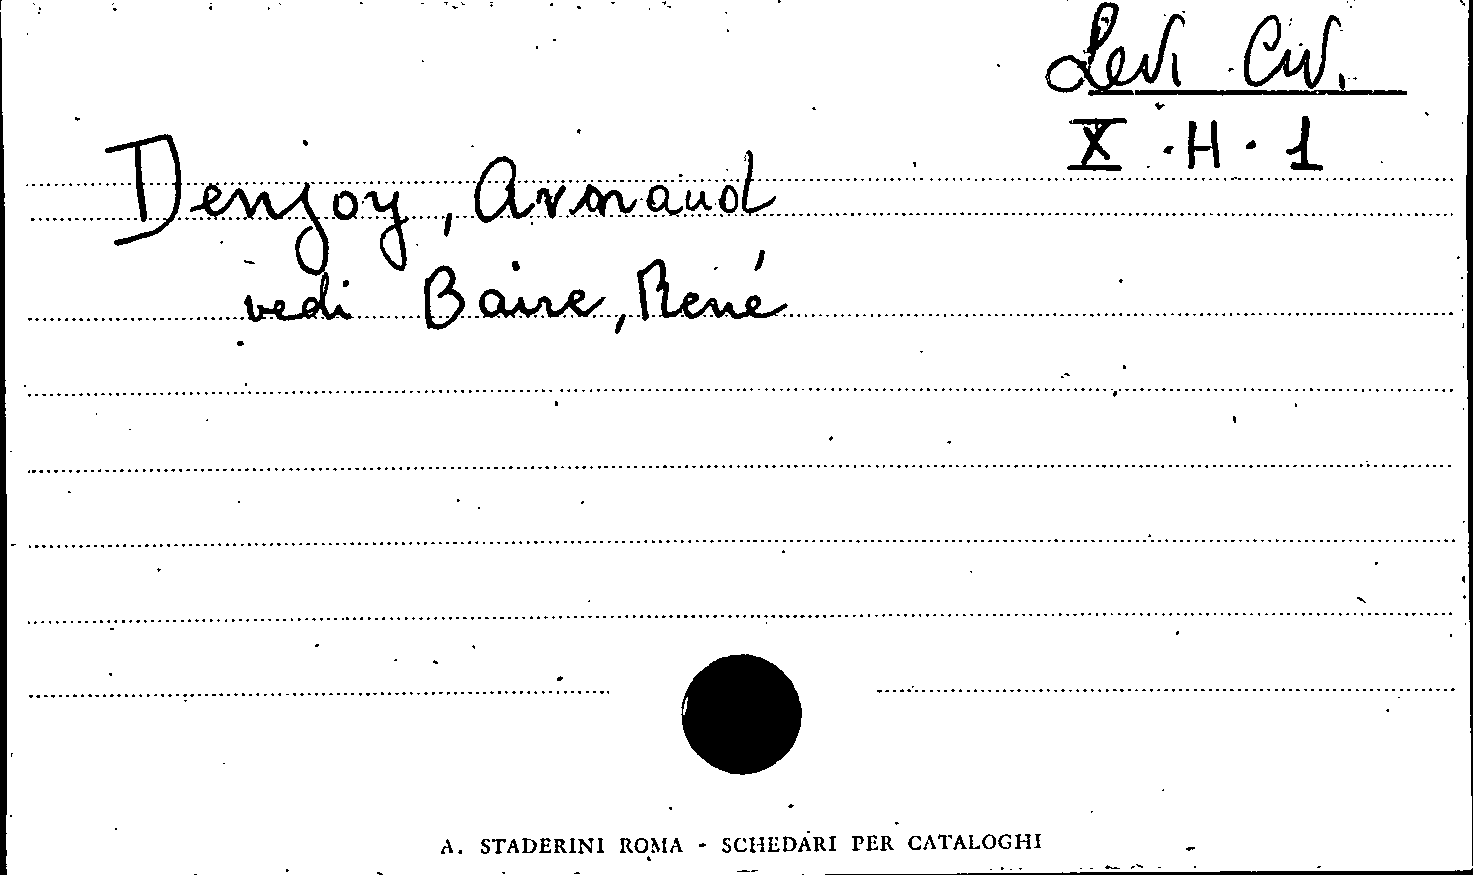 Levi Civ.
X · H · 1
Denjoy, Arnaud
vedi Baire, René
A. STADERINI ROMA - SCHEDARI PER CATALOGHI